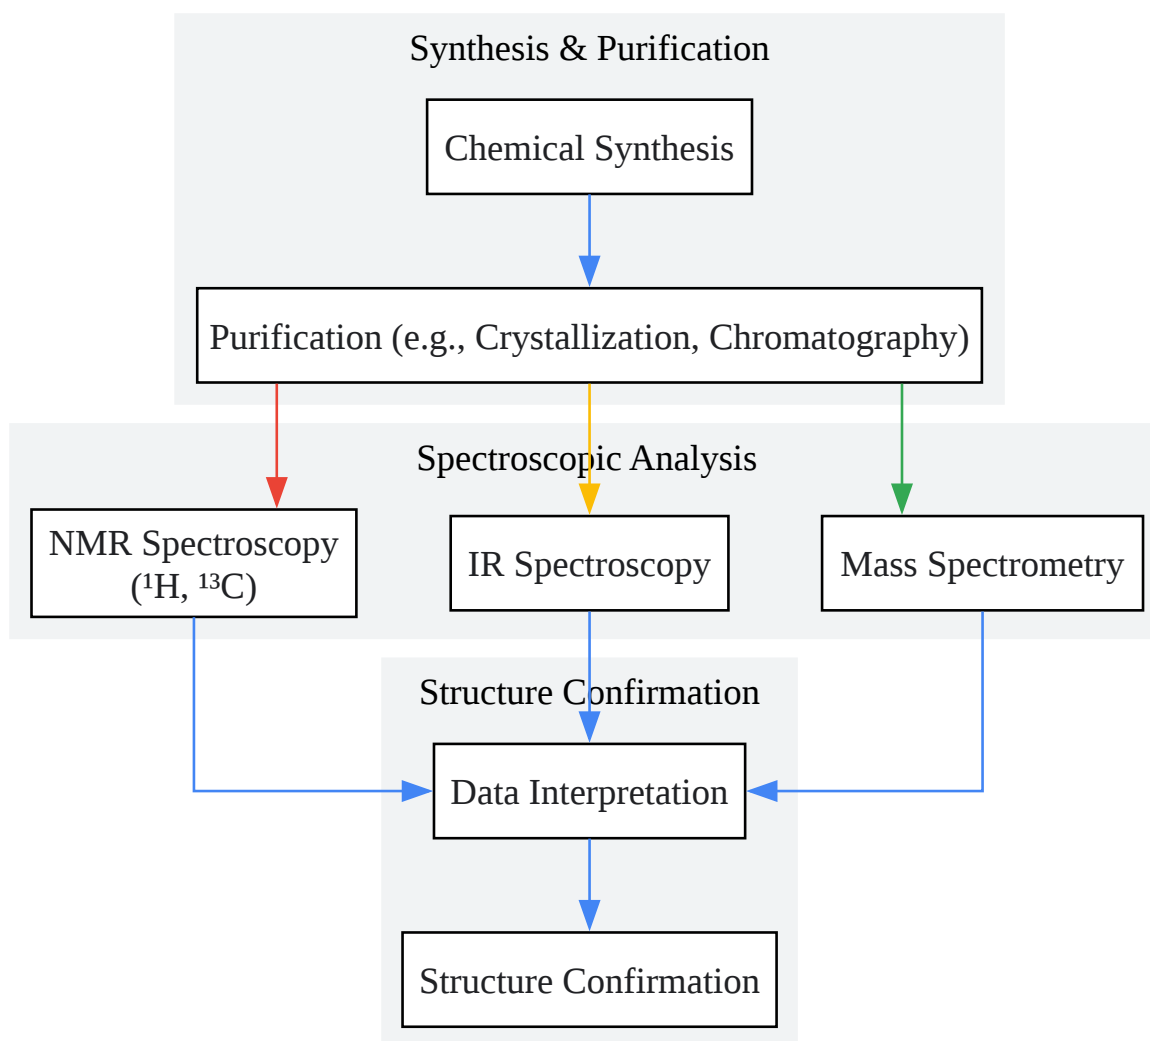 Synthesis & Purification
Chemical Synthesis
Purification (e.g., Crystallization, Chromatography)
Spectroscopic Analysis
NMR Spectroscopy
(¹H, ¹³C)
IR Spectroscopy
Mass Spectrometry
Structure Confirmation
Data Interpretation
Structure Confirmation